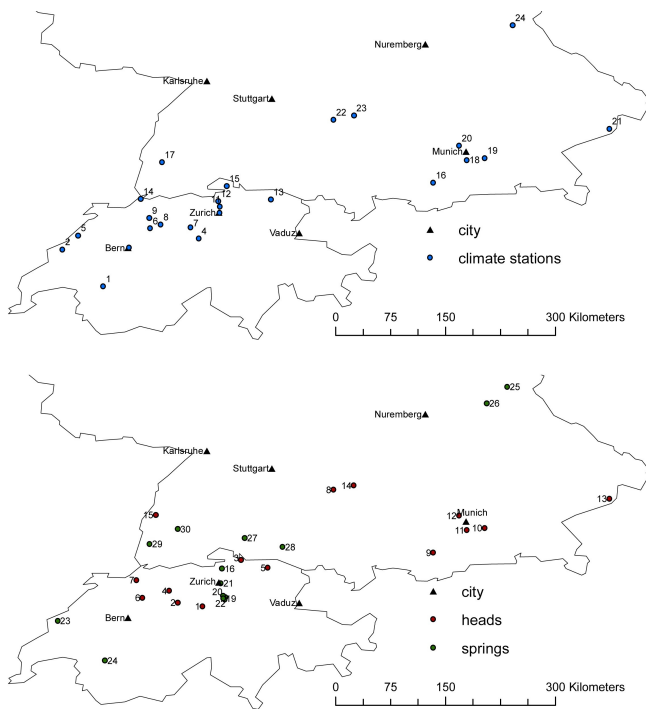 24
Nuremberg
Karlsruhe
Stuttgart
22
23
21
20
Munich
19
18
17
16
15
14
12
11
13
9
8
Zurich
6
7
5
4
Vaduz
2
Bern
1
city
climate stations
0 75 150 300 Kilometers
25
26
Nuremberg
Karlsruhe
Stuttgart
8
14
13
15
12
Munich
30
11
10
27
29
28
3
9
16
5
7
Zurich
21
4
20
6
2
19
22
1
Vaduz
23
Bern
24
city
heads
springs
0 75 150 300 Kilometers